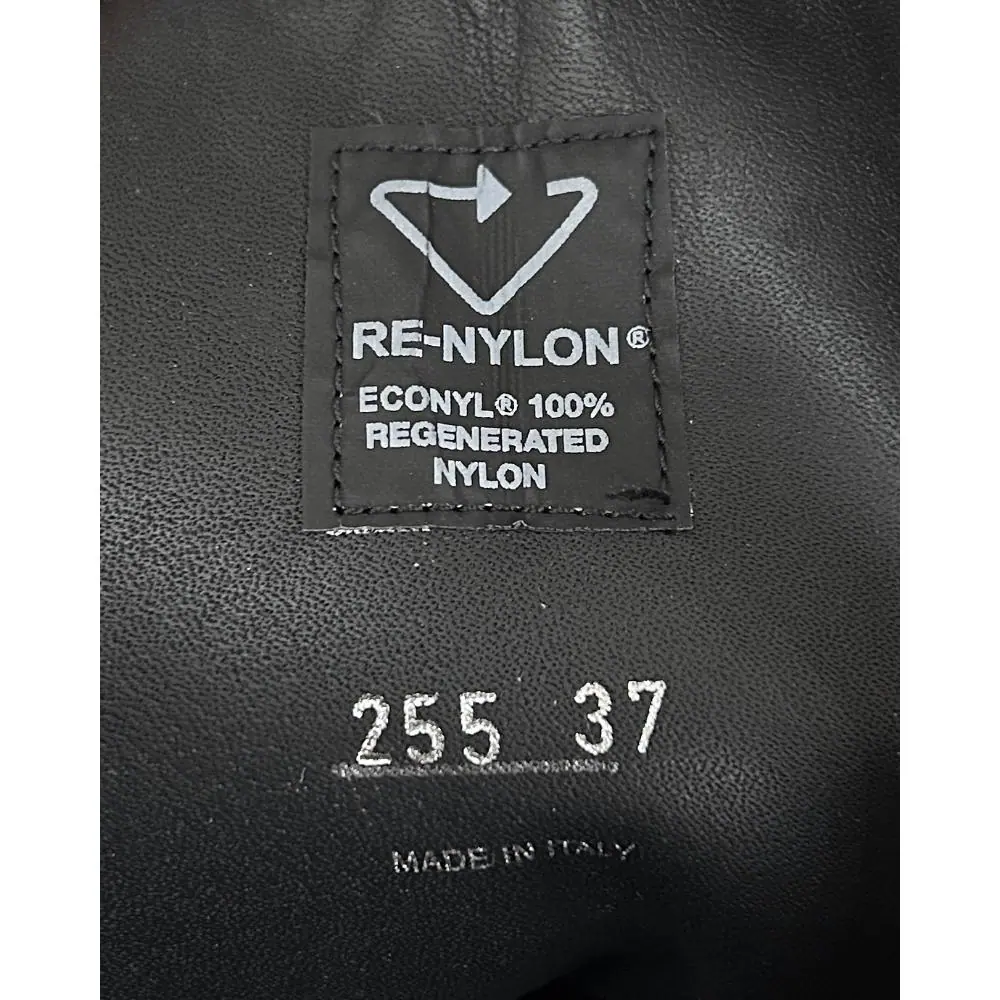 RE-NYLON®
ECONYL® 100%
REGENERATED
NYLON
255 37
MADE IN ITALY